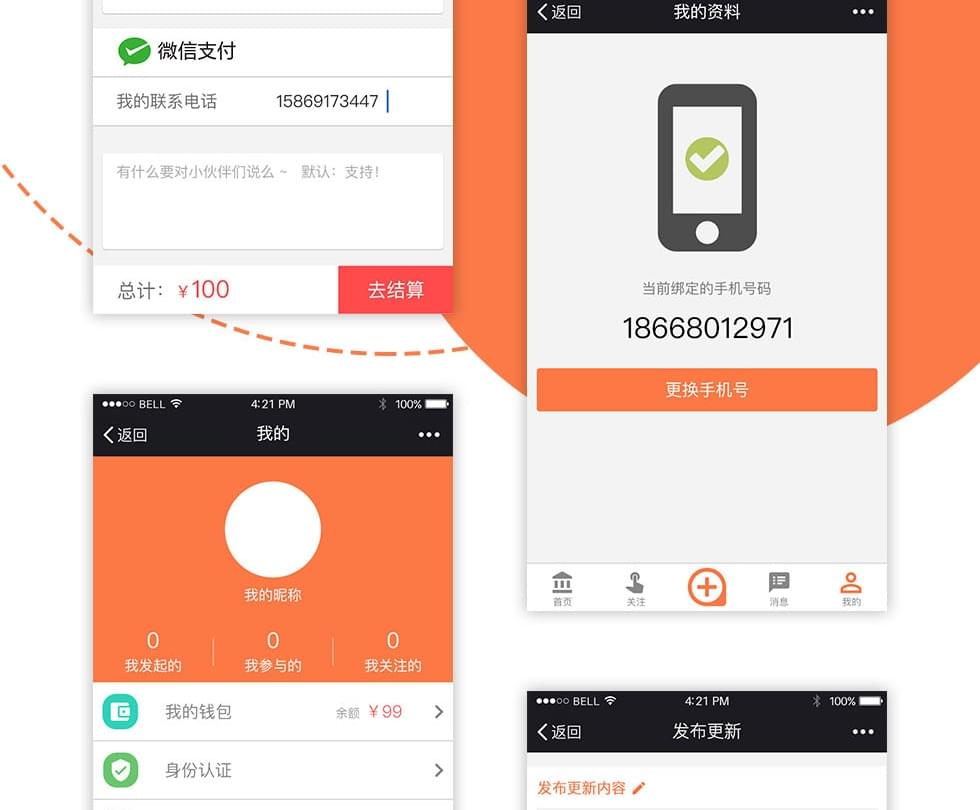 微信支付
我的联系电话 15869173447
有什么要对小伙伴们说么 ~ 默认：支持！
总计：￥100 去结算
返回 我的资料
当前绑定的手机号码
18668012971
更换手机号
首页 关注 消息 我的
BELL 4:21 PM 100%
返回 我的
我的昵称
0 0 0
我发起的 我参与的 我关注的
我的钱包 余额 ￥99
身份认证
BELL 4:21 PM 100%
返回 发布更新
发布更新内容